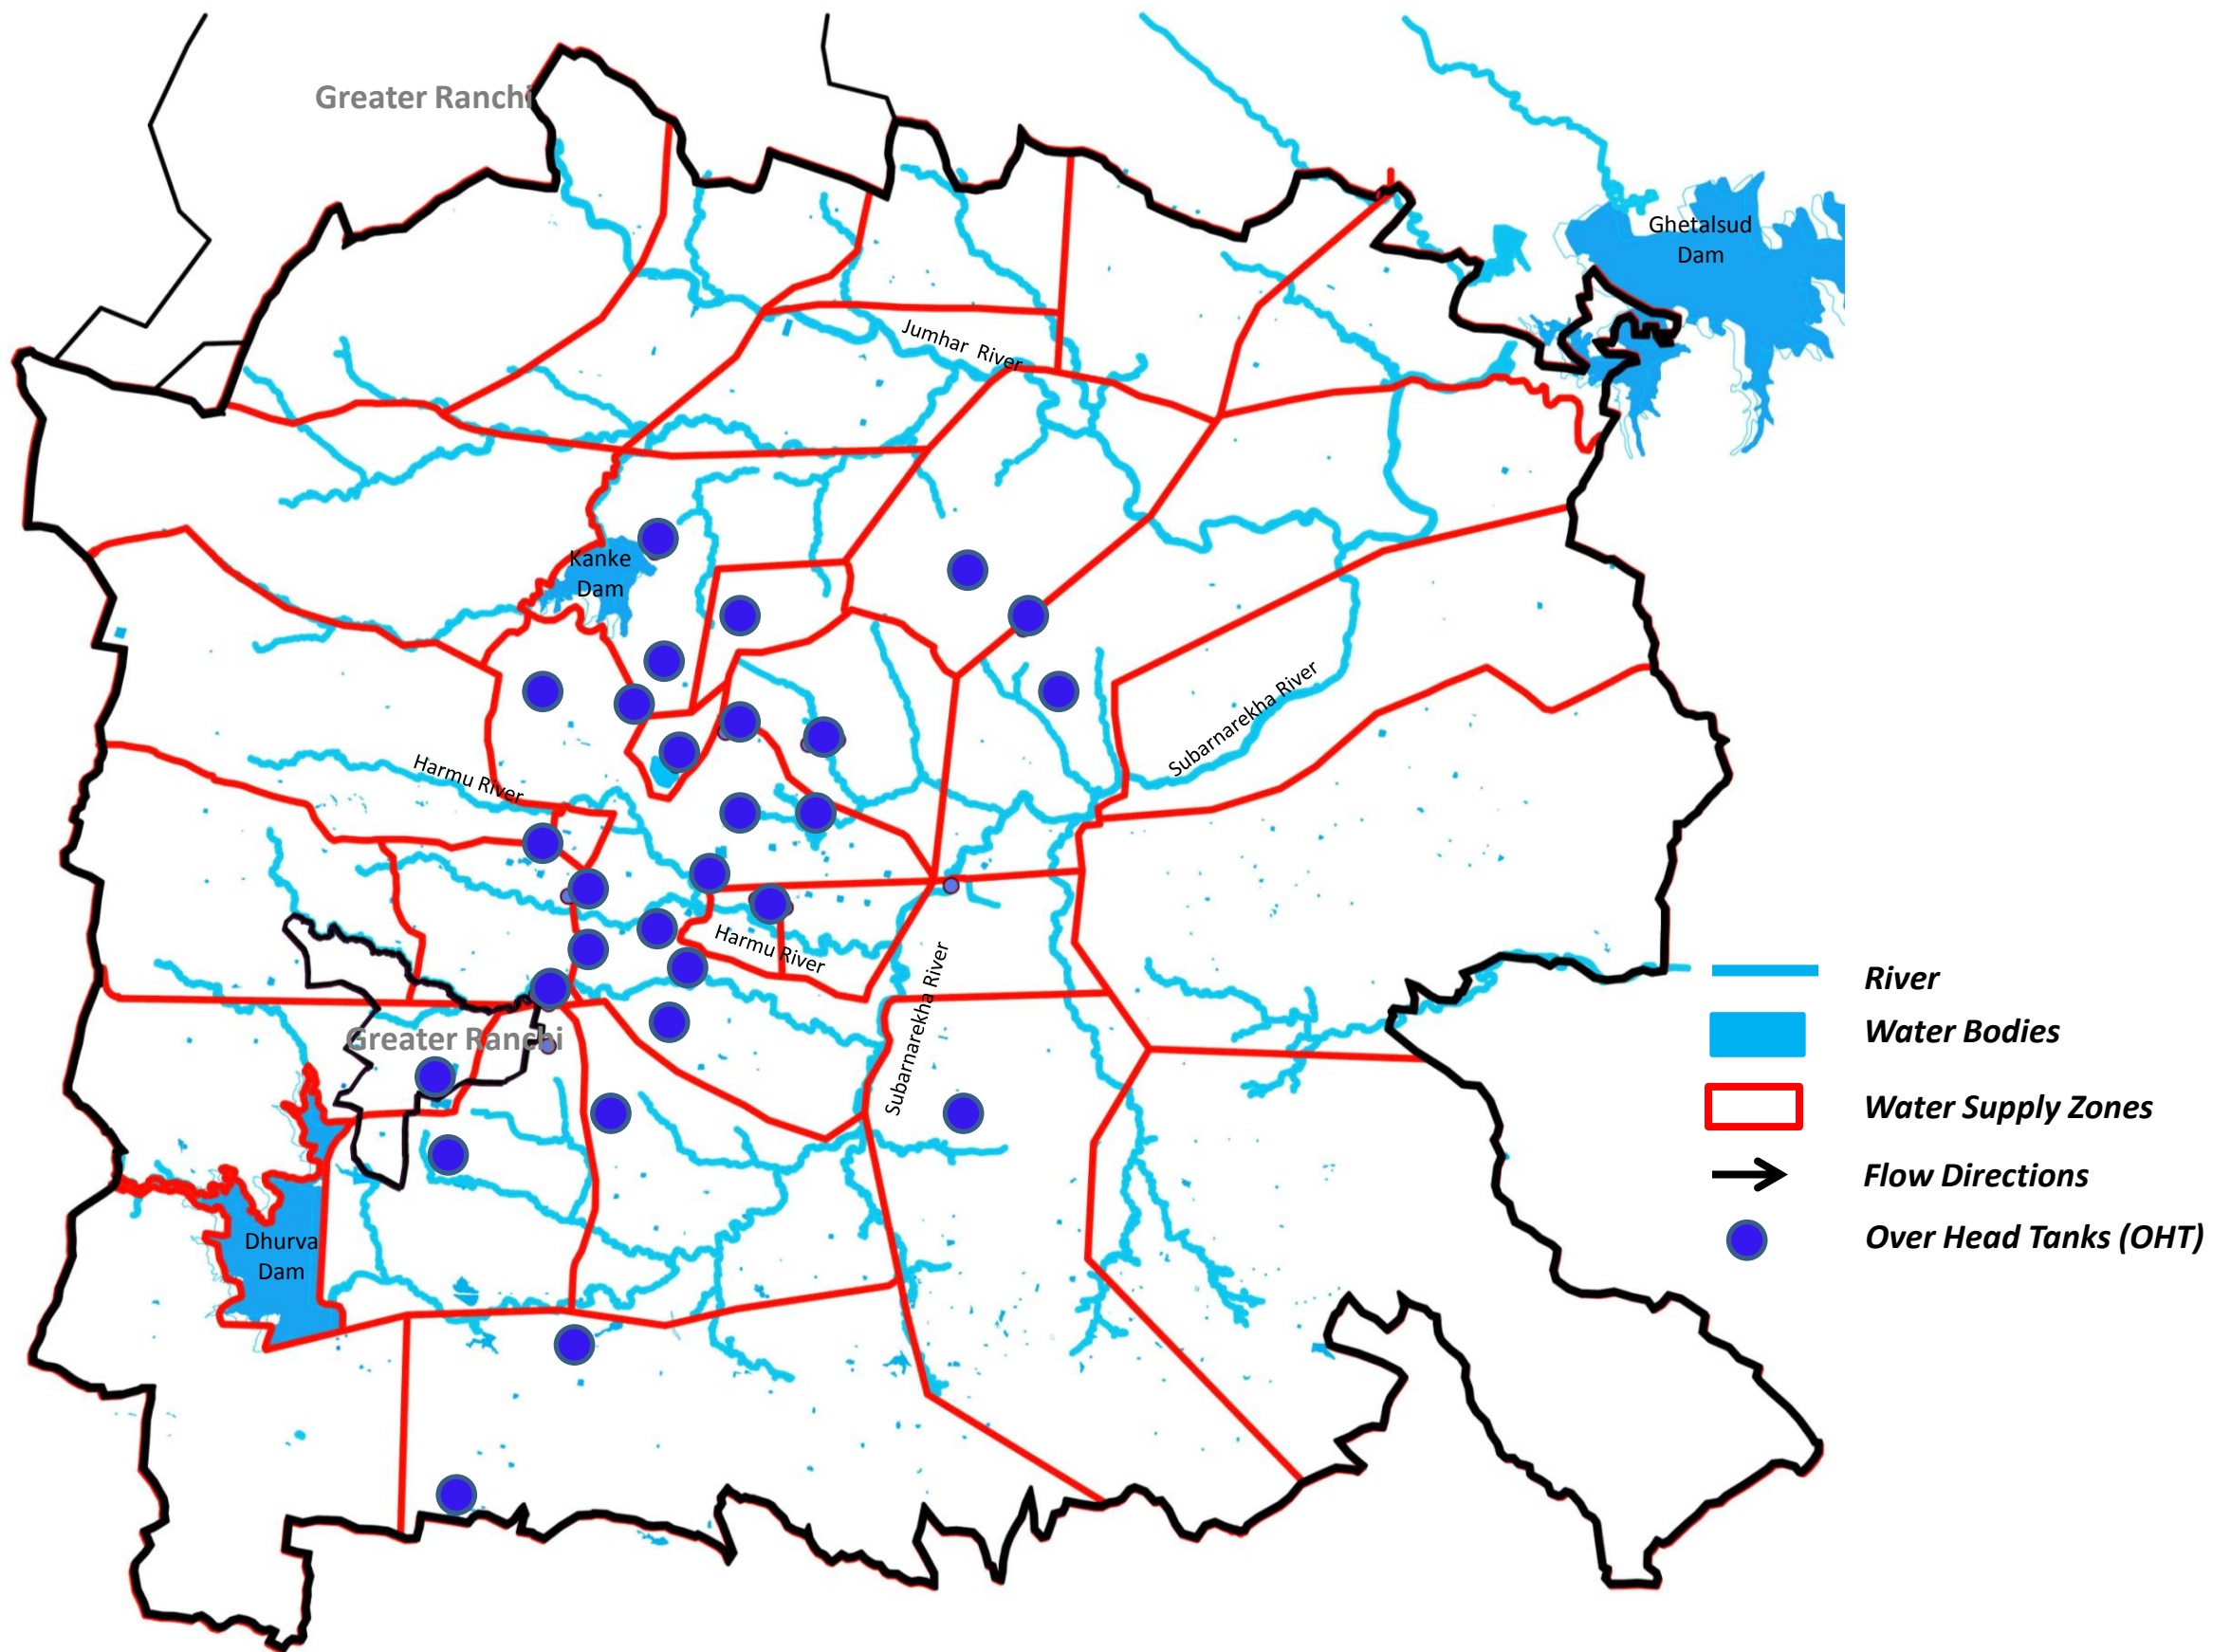 Greater Ranchi
Ghetalsud
Dam
Jumhar River
Kanke
Dam
Subarnarekha River
Harmu River
Harmu River
Subarnarekha River
Greater Ranchi
Dhurva
Dam
River
Water Bodies
Water Supply Zones
Flow Directions
Over Head Tanks (OHT)